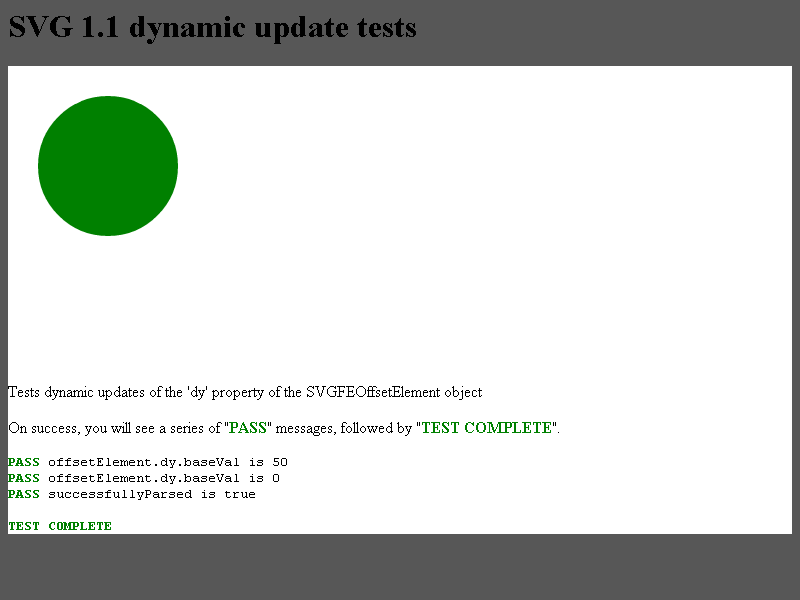 SVG 1.1 dynamic update tests
Tests dynamic updates of the 'dy' property of the SVGFEOffsetElement object
On success, you will see a series of "PASS" messages, followed by "TEST COMPLETE".
PASS offsetElement.dy.baseVal is 50
PASS offsetElement.dy.baseVal is 0
PASS successfullyParsed is true
TEST COMPLETE